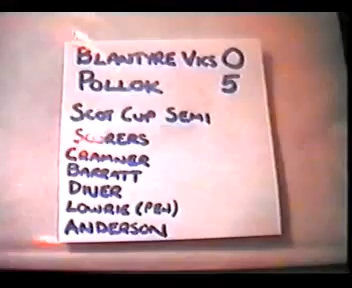 BLANTYRE VICS 0
POLLOK 5
SCOT CUP SEMI
SCORERS
CRAMNER
BARRATT
DIVER
LOWRIE (PEN)
ANDERSON